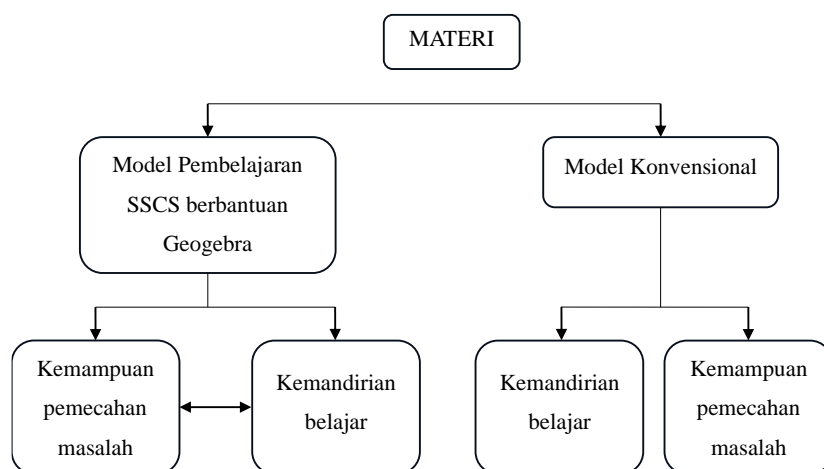 MATERI
Model Pembelajaran
SSCS berbantuan
Geogebra
Model Konvensional
Kemampuan
pemecahan
masalah
Kemandirian
belajar
Kemandirian
belajar
Kemampuan
pemecahan
masalah